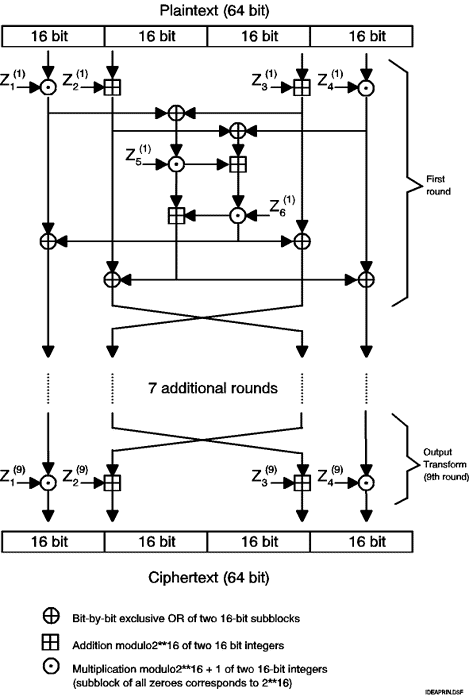 Plaintext (64 bit)
16 bit 16 bit 16 bit 16 bit
Z1(1) Z2(1) Z3(1) Z4(1)
Z5(1)
First
round
Z6(1)
7 additional rounds
Z1(9) Z2(9) Z3(9) Z4(9)
Output
Transform
(9th round)
16 bit 16 bit 16 bit 16 bit
Ciphertext (64 bit)
Bit-by-bit exclusive OR of two 16-bit subblocks
Addition modulo2**16 of two 16 bit integers
Multiplication modulo2**16 + 1 of two 16-bit integers
(subblock of all zeroes corresponds to 2**16)
IDEAPRIN.DSF